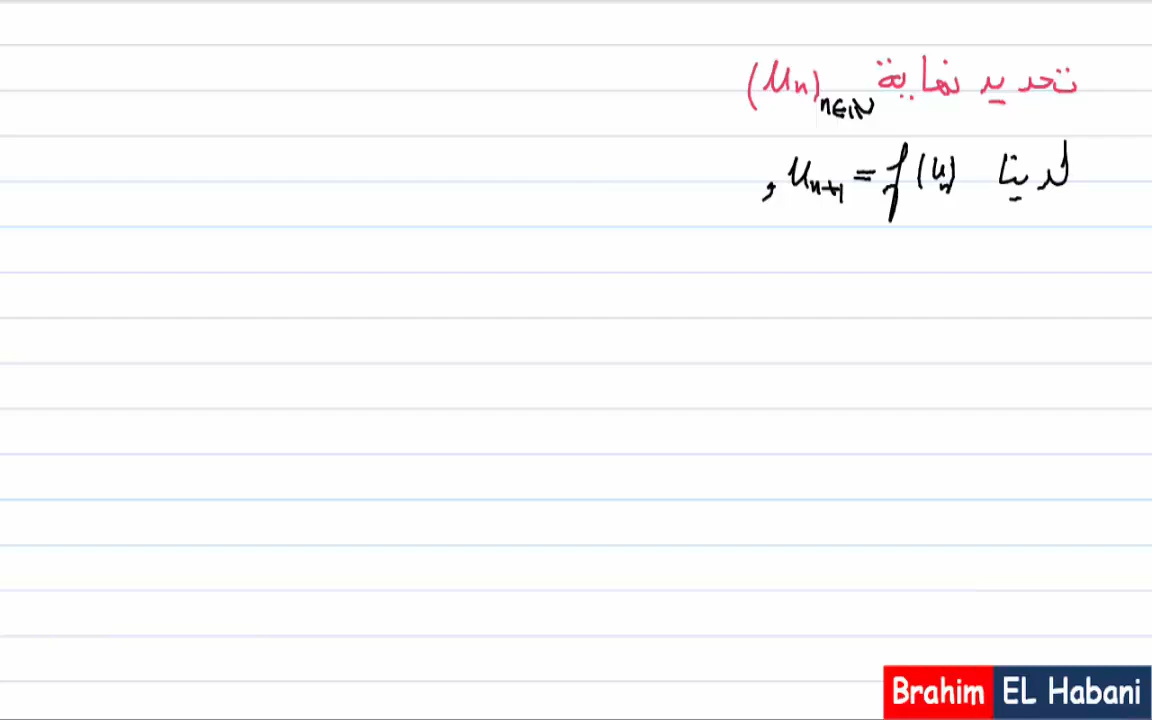 تحديد نهاية (Un)n∈ℕ
لدينا Un+1 = f(Un) ,
Brahim EL Habani